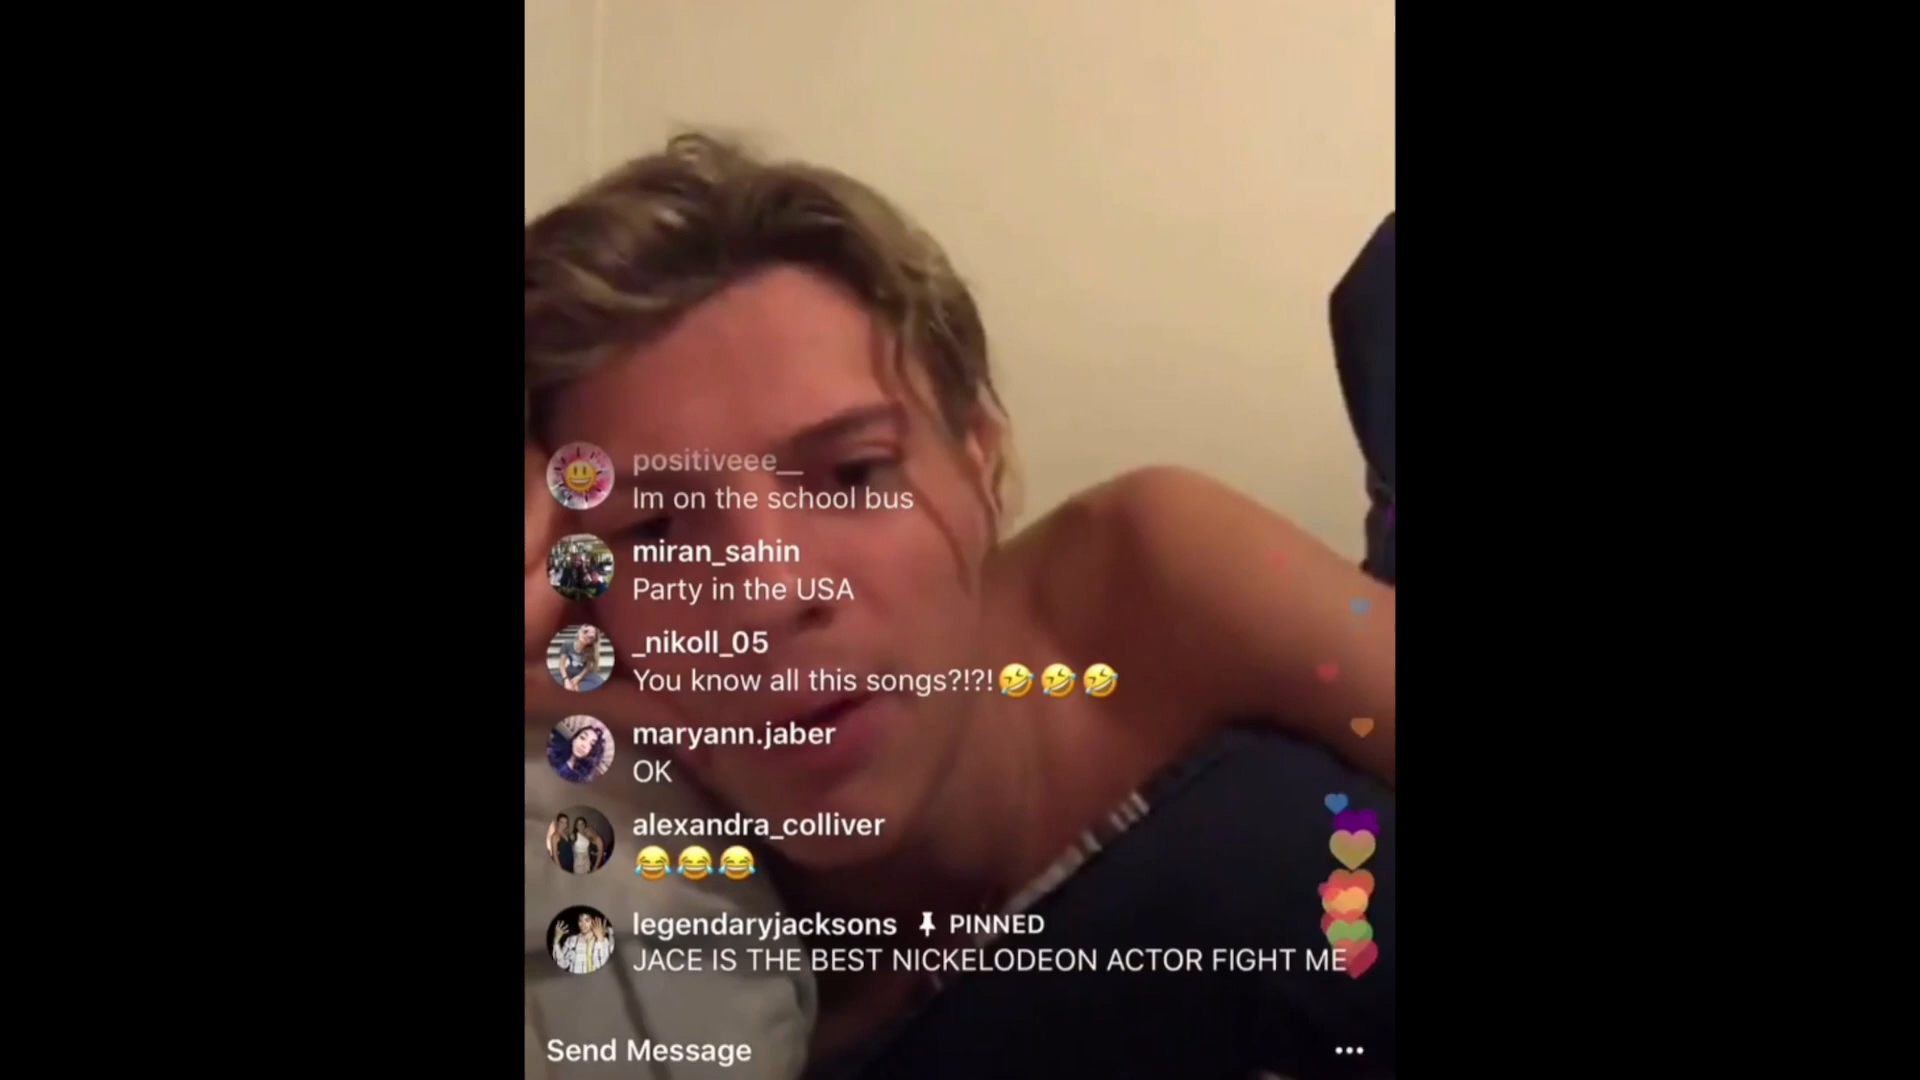 positiveee__
Im on the school bus
miran_sahin
Party in the USA
_nikoll_05
You know all this songs?!?!🤣🤣🤣
maryann.jaber
OK
alexandra_colliver
😂😂😂
legendaryjacksons PINNED
JACE IS THE BEST NICKELODEON ACTOR FIGHT ME
Send Message